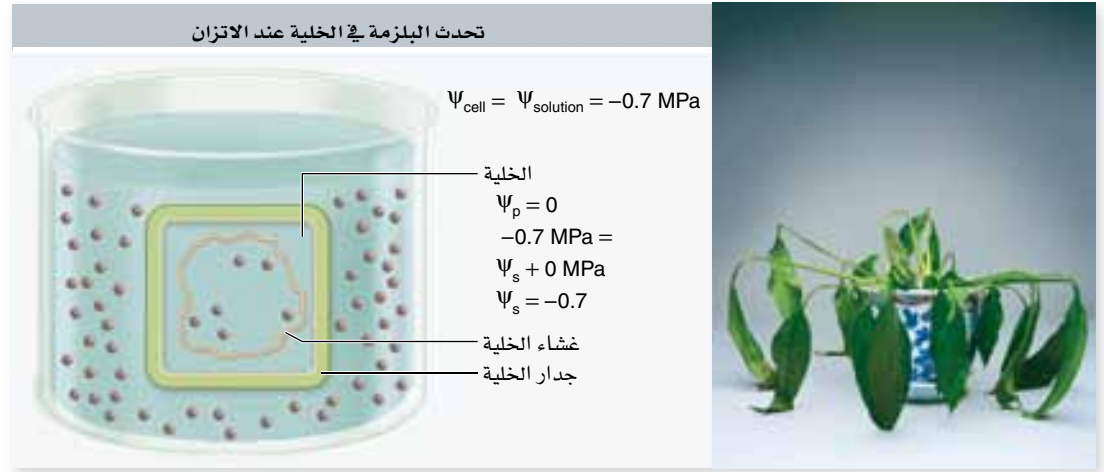 تحدث البلزمة في الخلية عند الاتزان
Ψcell = Ψsolution = –0.7 MPa
الخلية
Ψp = 0
–0.7 MPa =
Ψs + 0 MPa
Ψs = –0.7
غشاء الخلية
جدار الخلية